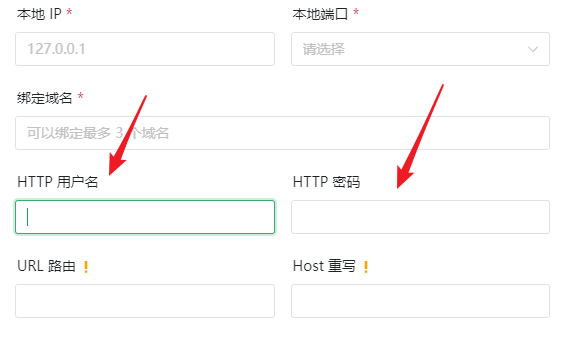 本地 IP * 本地端口 *
127.0.0.1 请选择
绑定域名 *
可以绑定最多 3 个域名
HTTP 用户名 HTTP 密码
URL 路由 ! Host 重写 !